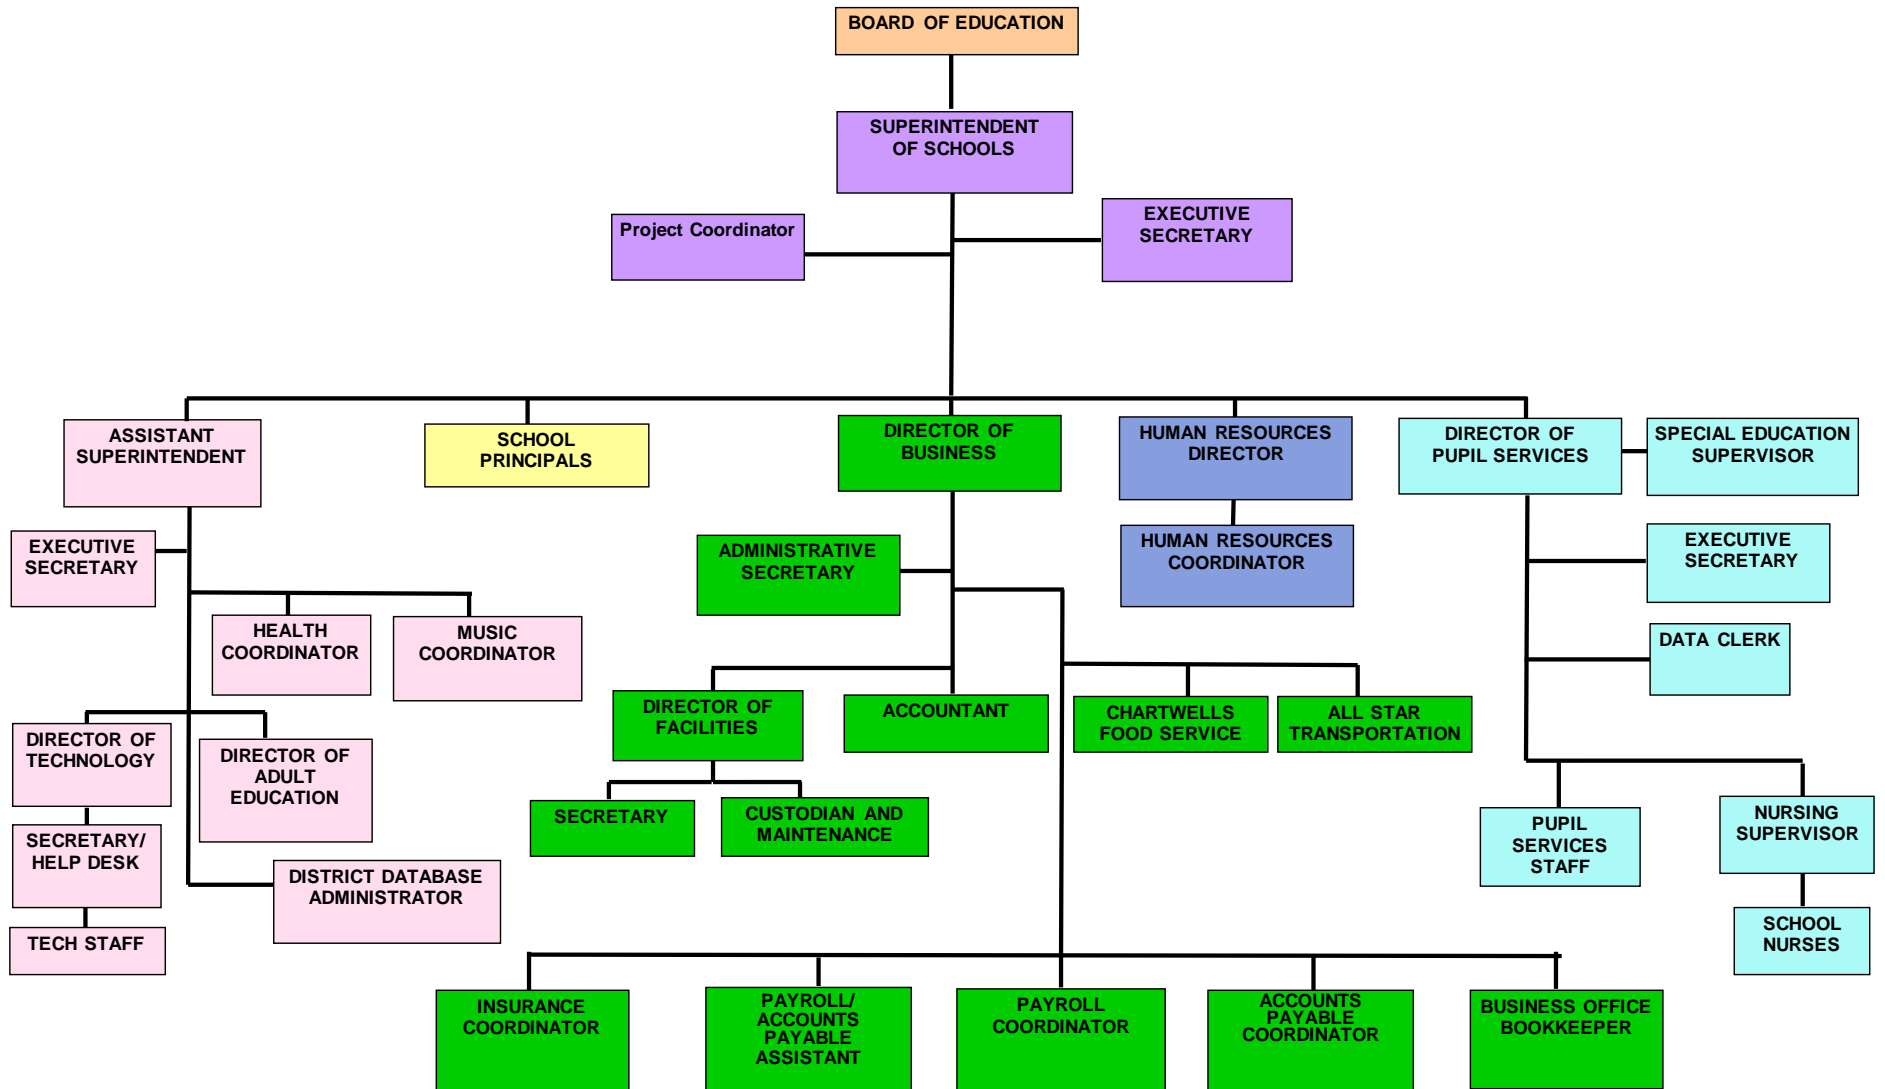 BOARD OF EDUCATION
SUPERINTENDENT
OF SCHOOLS
Project Coordinator
EXECUTIVE
SECRETARY
ASSISTANT
SUPERINTENDENT
SCHOOL
PRINCIPALS
DIRECTOR OF
BUSINESS
HUMAN RESOURCES
DIRECTOR
DIRECTOR OF
PUPIL SERVICES
SPECIAL EDUCATION
SUPERVISOR
EXECUTIVE
SECRETARY
ADMINISTRATIVE
SECRETARY
HUMAN RESOURCES
COORDINATOR
EXECUTIVE
SECRETARY
HEALTH
COORDINATOR
MUSIC
COORDINATOR
DATA CLERK
DIRECTOR OF
TECHNOLOGY
DIRECTOR OF
ADULT
EDUCATION
DIRECTOR OF
FACILITIES
ACCOUNTANT
CHARTWELLS
FOOD SERVICE
ALL STAR
TRANSPORTATION
SECRETARY
CUSTODIAN AND
MAINTENANCE
PUPIL
SERVICES
STAFF
NURSING
SUPERVISOR
SECRETARY/
HELP DESK
DISTRICT DATABASE
ADMINISTRATOR
TECH STAFF
SCHOOL
NURSES
INSURANCE
COORDINATOR
PAYROLL/
ACCOUNTS
PAYABLE
ASSISTANT
PAYROLL
COORDINATOR
ACCOUNTS
PAYABLE
COORDINATOR
BUSINESS OFFICE
BOOKKEEPER